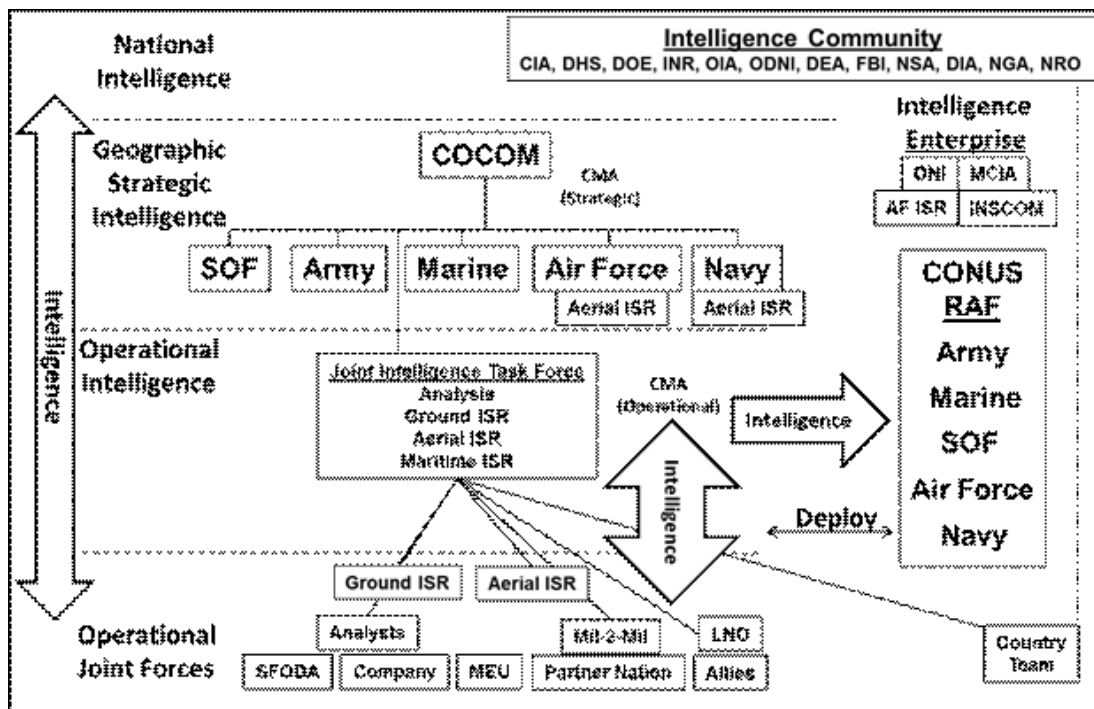 National
Intelligence
Intelligence Community
CIA, DHS, DOE, INR, OIA, ODNI, DEA, FBI, NSA, DIA, NGA, NRO
Intelligence
Enterprise
ONI
MCIA
AF ISR
INSCOM
Geographic
Strategic
Intelligence
COCOM
CMA
(Strategic)
SOF
Army
Marine
Air Force
Navy
Aerial ISR
Aerial ISR
Intelligence
Operational
Intelligence
Joint Intelligence Task Force
Analysis
Ground ISR
Aerial ISR
Maritime ISR
CMA
(Operational)
Intelligence
Intelligence
CONUS
RAF
Army
Marine
SOF
Air Force
Navy
Deploy
Operational
Joint Forces
Ground ISR
Aerial ISR
Analysts
Mil-2-Mil
LNO
SFODA
Company
MEU
Partner Nation
Allies
Country
Team